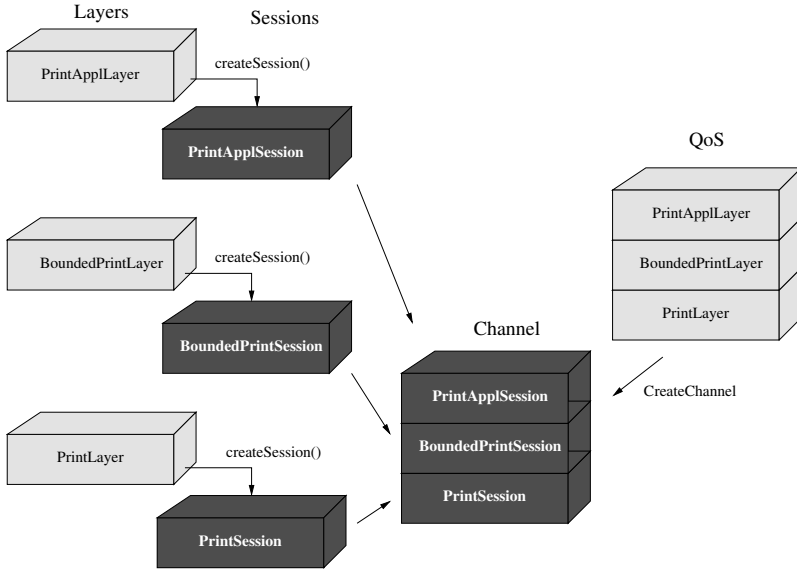 Layers
Sessions
PrintApplLayer
createSession()
PrintApplSession
BoundedPrintLayer
createSession()
BoundedPrintSession
PrintLayer
createSession()
PrintSession
Channel
PrintApplSession
BoundedPrintSession
PrintSession
QoS
PrintApplLayer
BoundedPrintLayer
PrintLayer
CreateChannel